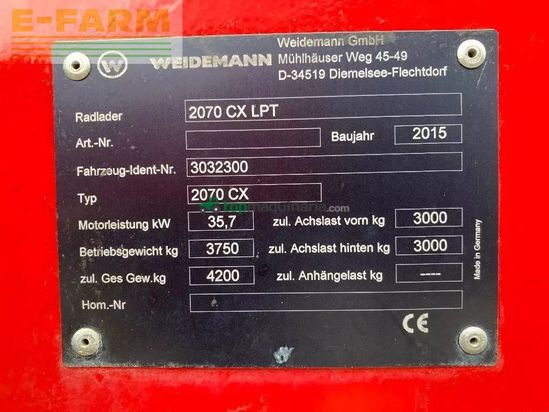 E-FARM
WEIDEMANN
Weidemann GmbH
Mühlhäuser Weg 45-49
D-34519 Diemelsee-Flechtdorf
Radlader 2070 CX LPT
Art.-Nr. Baujahr 2015
Fahrzeug-Ident-Nr. 3032300
Typ 2070 CX
topmaquinaria.com
Motorleistung kW 35,7 zul. Achslast vorn kg 3000
Betriebsgewicht kg 3750 zul. Achslast hinten kg 3000
zul. Ges Gew.kg 4200 zul. Anhängelast kg ----
Hom.-Nr
Made in Germany
CE